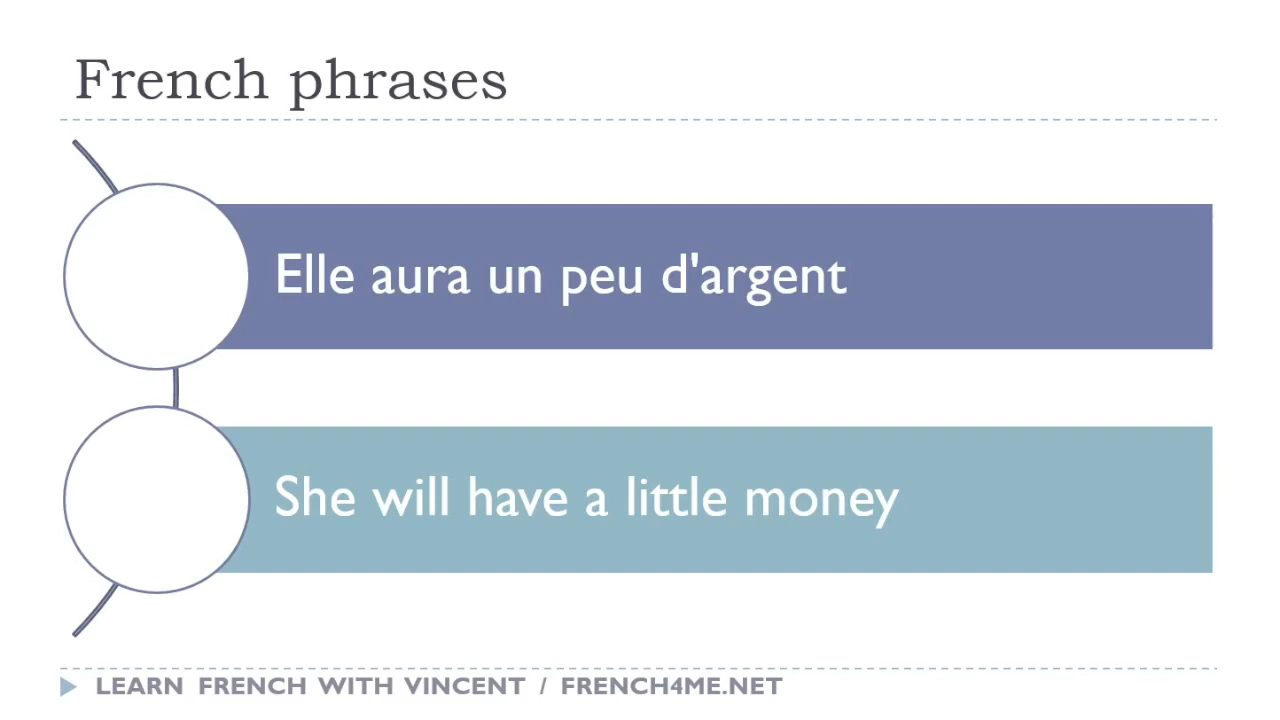 French phrases
Elle aura un peu d'argent
She will have a little money
LEARN FRENCH WITH VINCENT / FRENCH4ME.NET